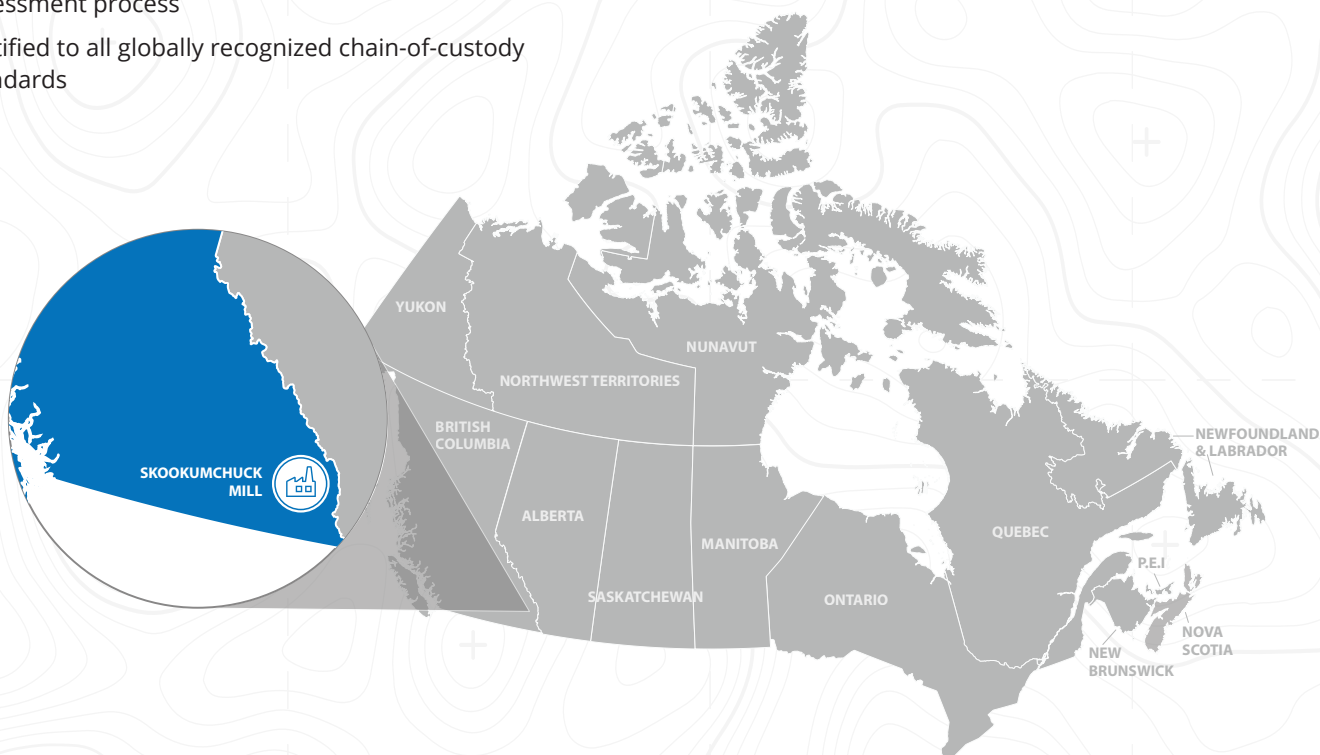 essment process
tified to all globally recognized chain-of-custody
ndards
YUKON
NUNAVUT
NORTHWEST TERRITORIES
BRITISH
COLUMBIA
NEWFOUNDLAND
& LABRADOR
SKOOKUMCHUCK
MILL
ALBERTA
MANITOBA
QUEBEC
P.E.I
SASKATCHEWAN
ONTARIO
NOVA
SCOTIA
NEW
BRUNSWICK